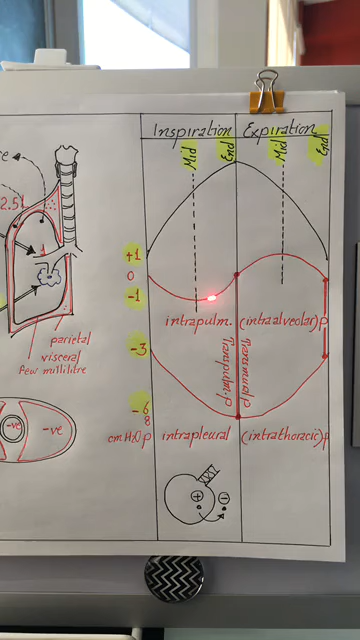 Inspiration Expiration
Mid End Mid End
2.5L
+1
0
-1
intrapulm. (intraalveolar)p
parietal
visceral
few millilitre
-3
Transpulm. p
Transmural p
-6
8
-ve -ve
cmH2O p intrapleural (intrathoracic)p
+